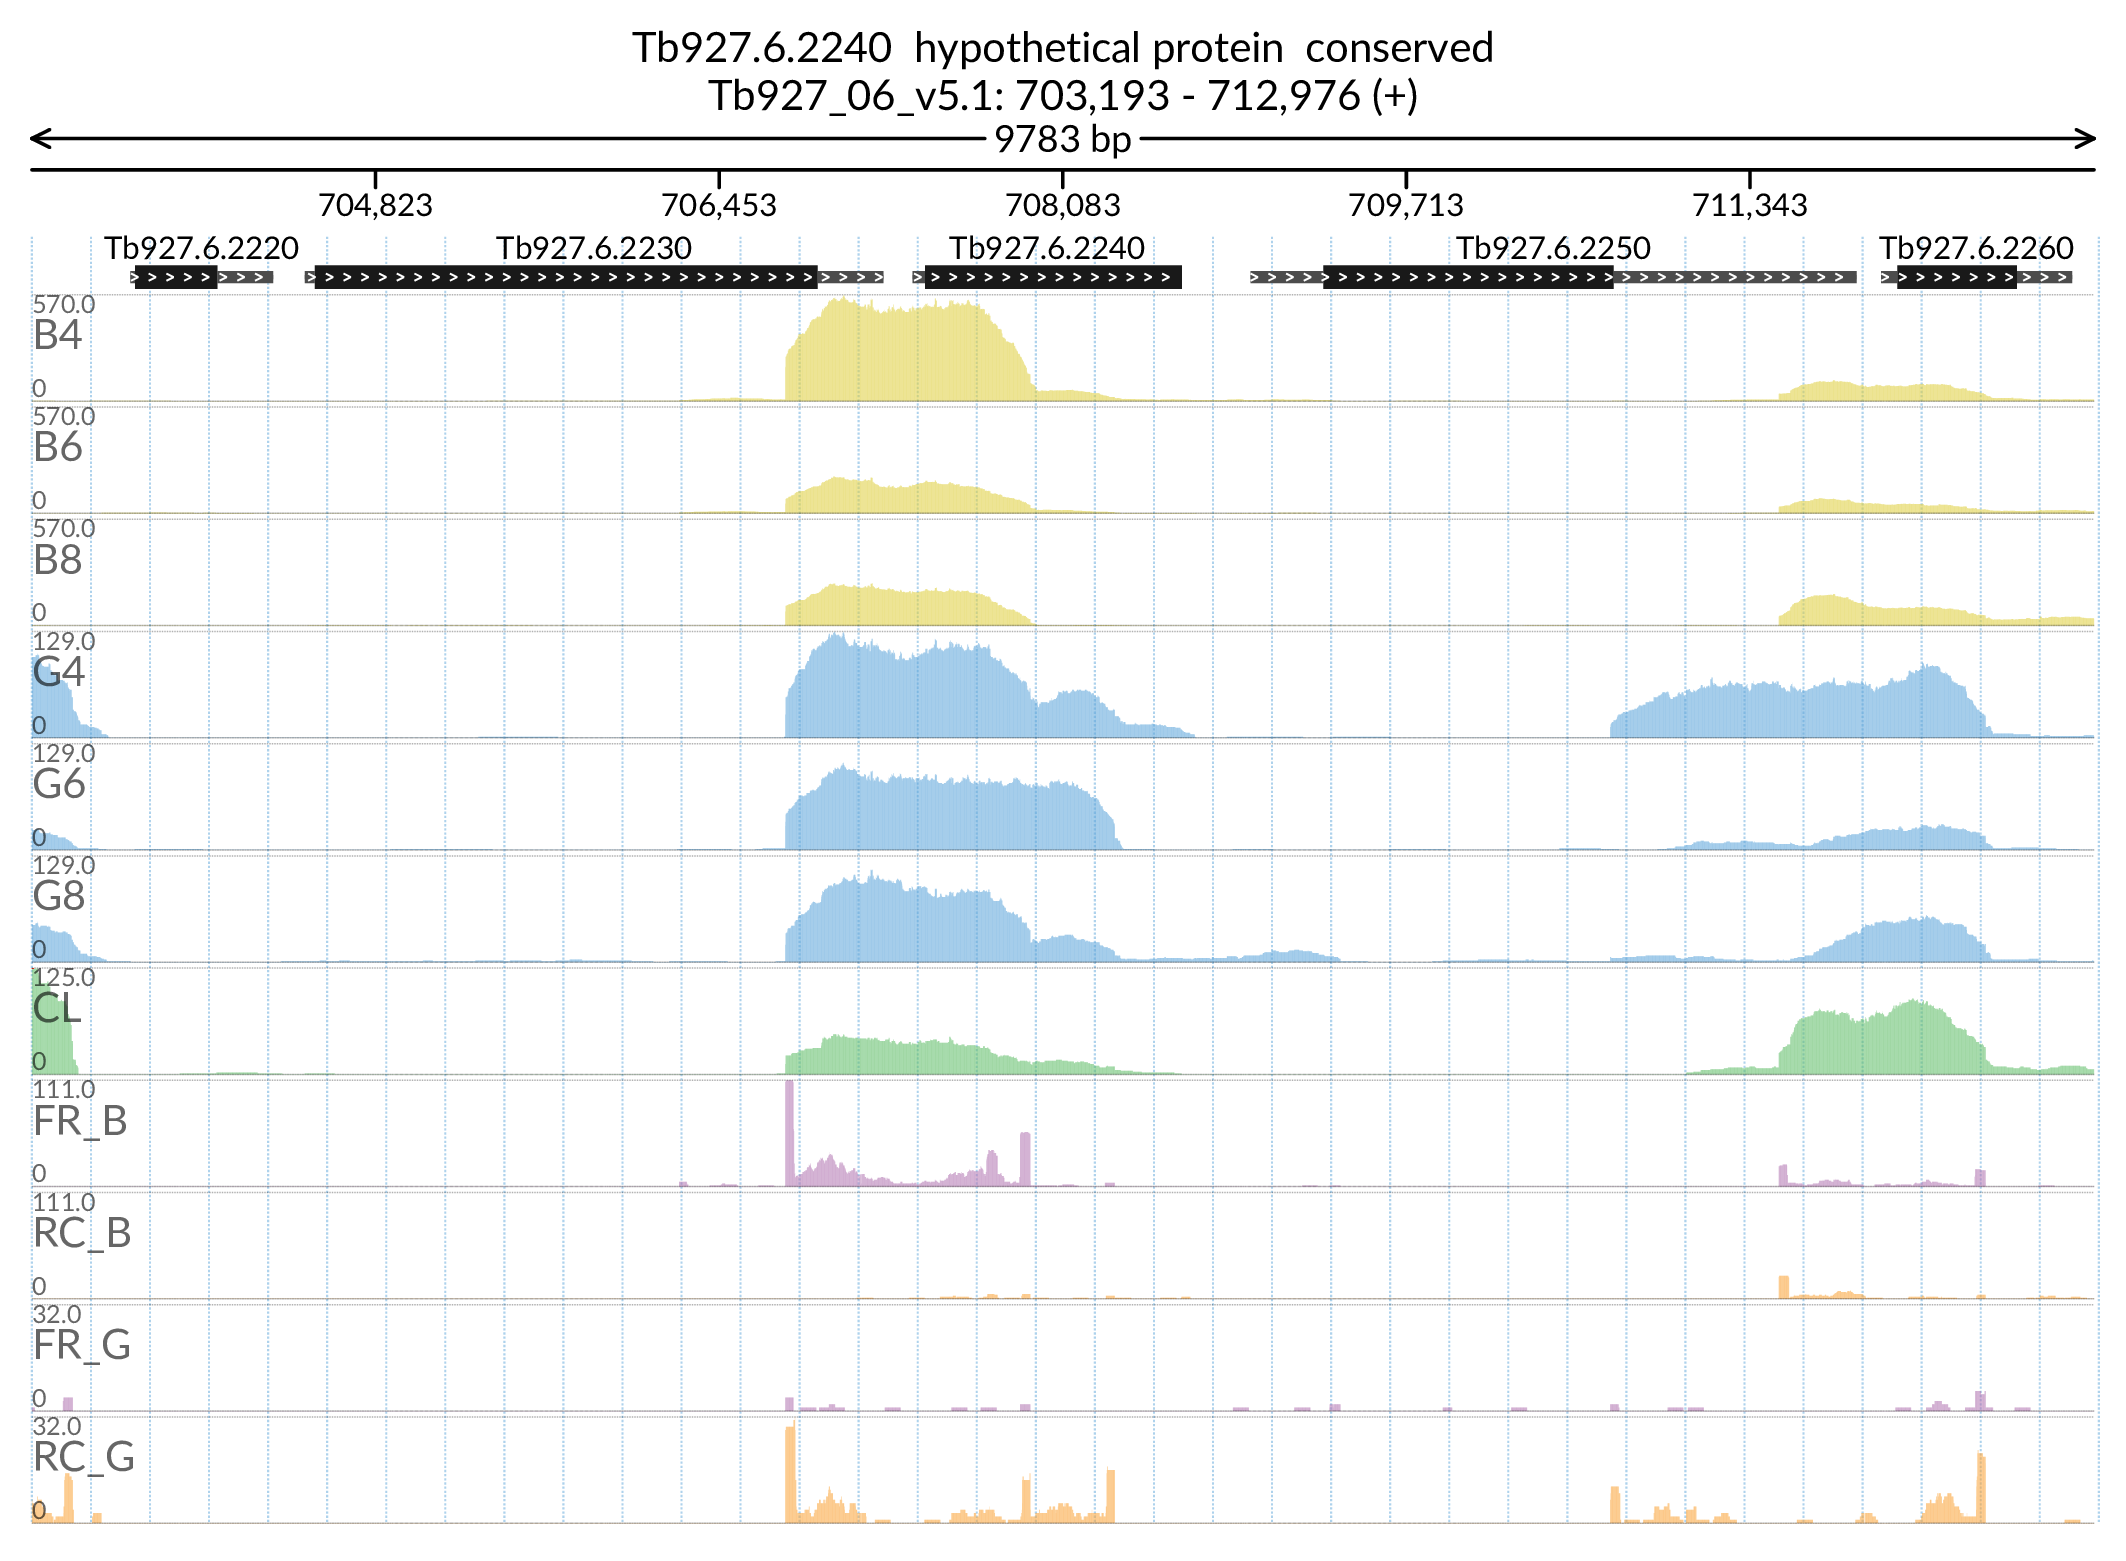 Tb927.6.2240  hypothetical protein  conserved
Tb927_06_v5.1: 703,193 - 712,976 (+)
9783 bp
704,823 706,453 708,083 709,713 711,343
Tb927.6.2220 Tb927.6.2230 Tb927.6.2240 Tb927.6.2250 Tb927.6.2260
570.0
B4
0
570.0
B6
0
570.0
B8
0
129.0
G4
0
129.0
G6
0
129.0
G8
0
125.0
CL
0
111.0
FR_B
0
111.0
RC_B
0
32.0
FR_G
0
32.0
RC_G
0